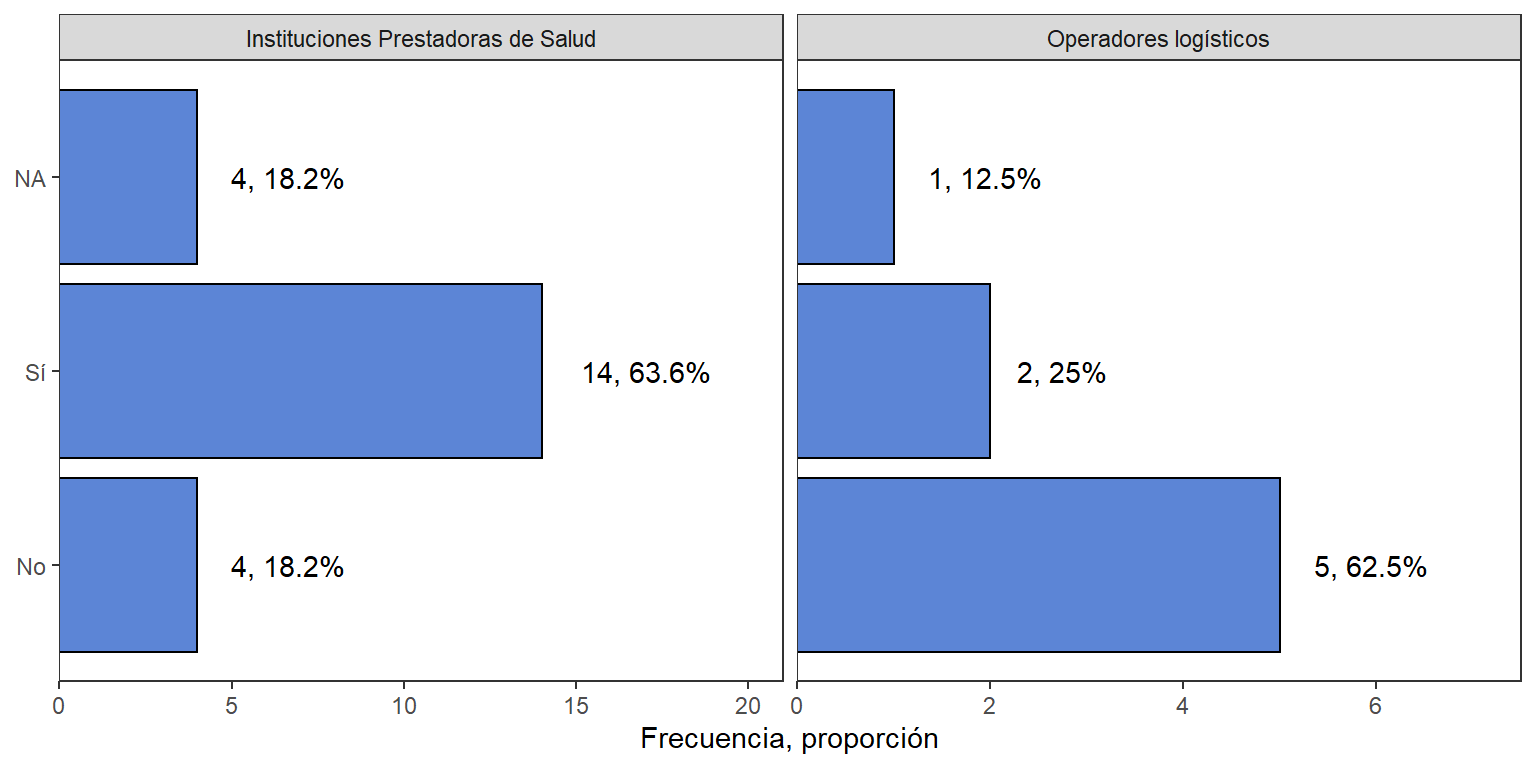 Instituciones Prestadoras de Salud
Operadores logísticos
NA
4, 18.2%
1, 12.5%
Sí
14, 63.6%
2, 25%
No
4, 18.2%
5, 62.5%
0 5 10 15 20 0 2 4 6
Frecuencia, proporción